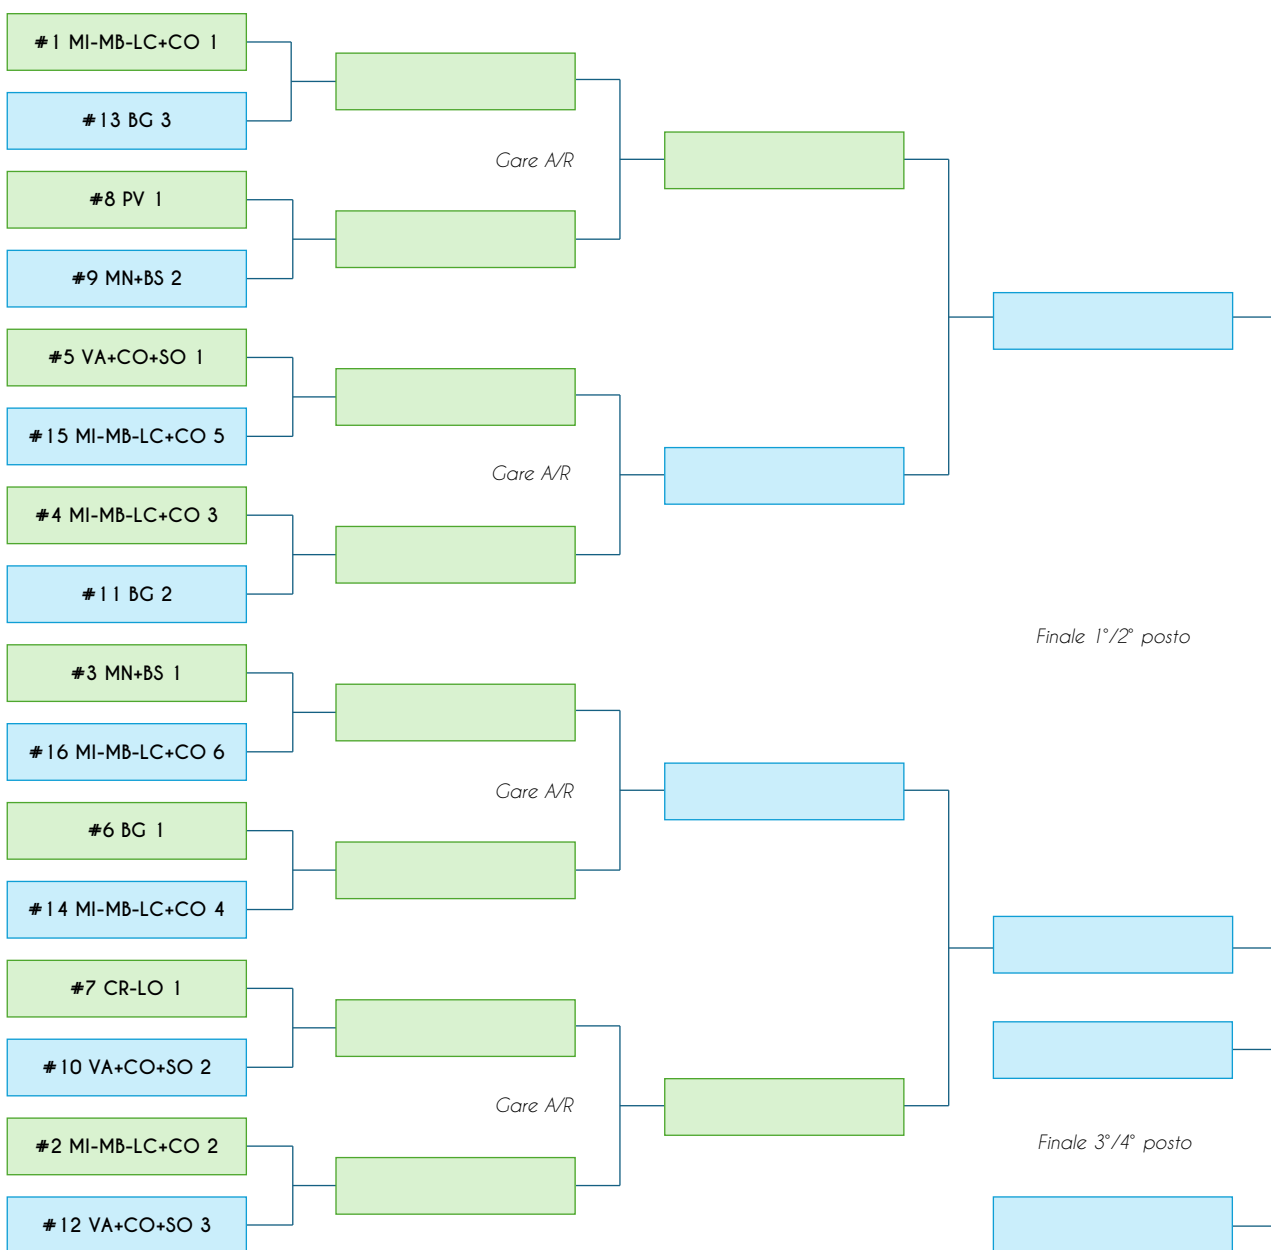 #1 MI-MB-LC+CO 1
#13 BG 3
Gare A/R
#8 PV 1
#9 MN+BS 2
#5 VA+CO+SO 1
#15 MI-MB-LC+CO 5
Gare A/R
#4 MI-MB-LC+CO 3
#11 BG 2
Finale 1°/2° posto
#3 MN+BS 1
#16 MI-MB-LC+CO 6
Gare A/R
#6 BG 1
#14 MI-MB-LC+CO 4
#7 CR-LO 1
#10 VA+CO+SO 2
Gare A/R
#2 MI-MB-LC+CO 2
Finale 3°/4° posto
#12 VA+CO+SO 3